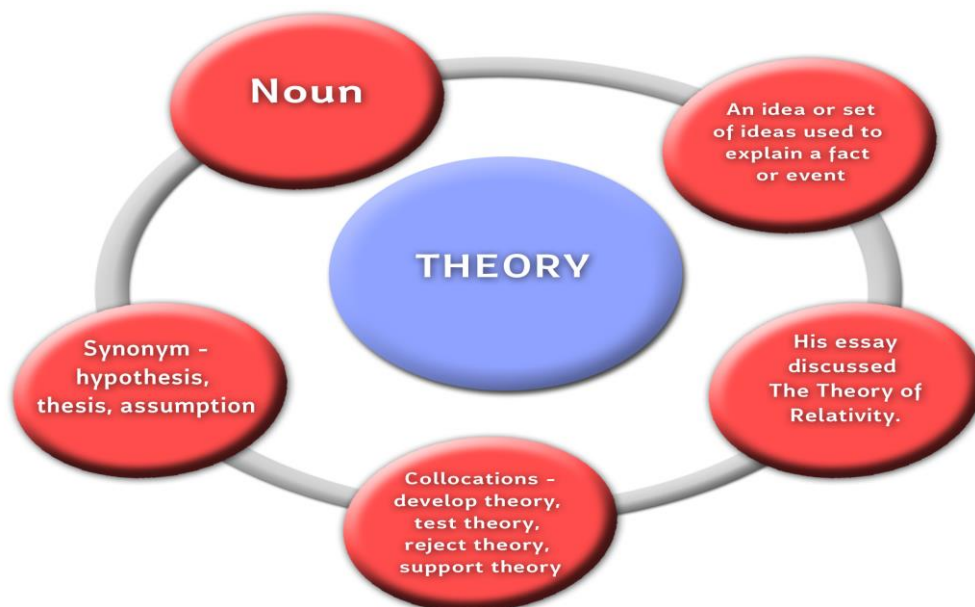 Noun
An idea or set
of ideas used to
explain a fact
or event
THEORY
Synonym –
hypothesis,
thesis, assumption
His essay
discussed
The Theory of
Relativity.
Collocations –
develop theory,
test theory,
reject theory,
support theory